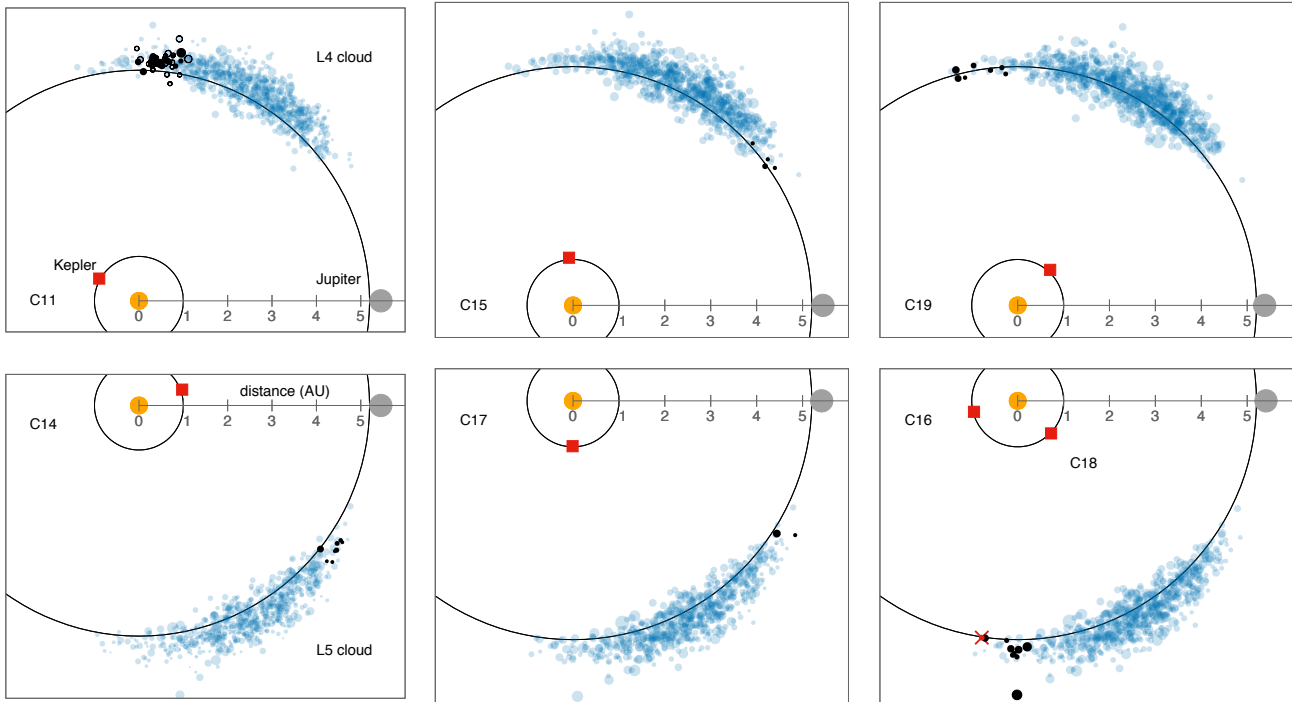 L4 cloud
Kepler
Jupiter
C11
0 1 2 3 4 5
C15
0 1 2 3 4 5
C19
0 1 2 3 4 5
distance (AU)
C14
0 1 2 3 4 5
L5 cloud
C17
0 1 2 3 4 5
C16
0 1 2 3 4 5
C18